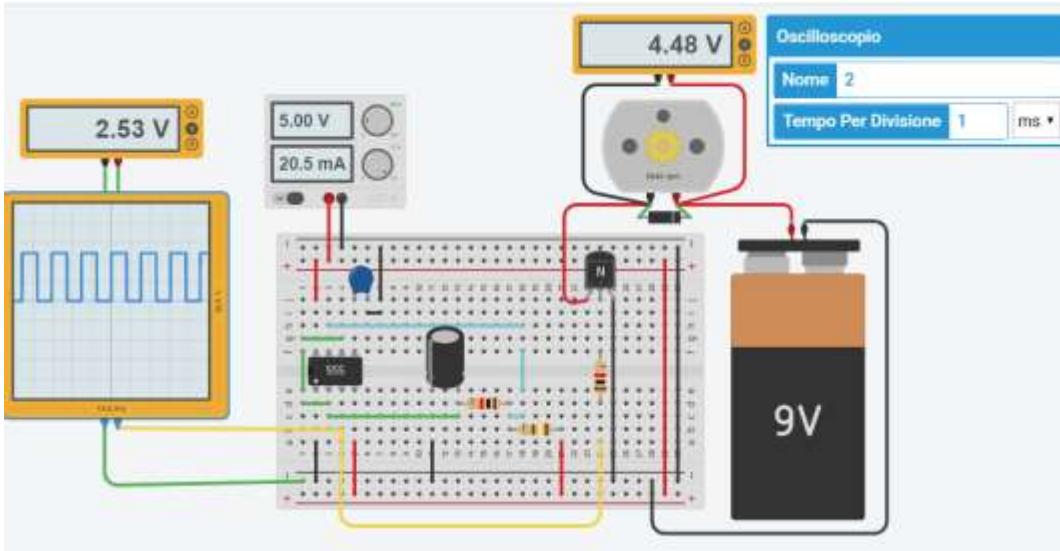 4.48 V
Oscilloscopio
Nome 2
Tempo Per Divisione 1 ms
2.53 V
5.00 V
20.5 mA
N
555
9V